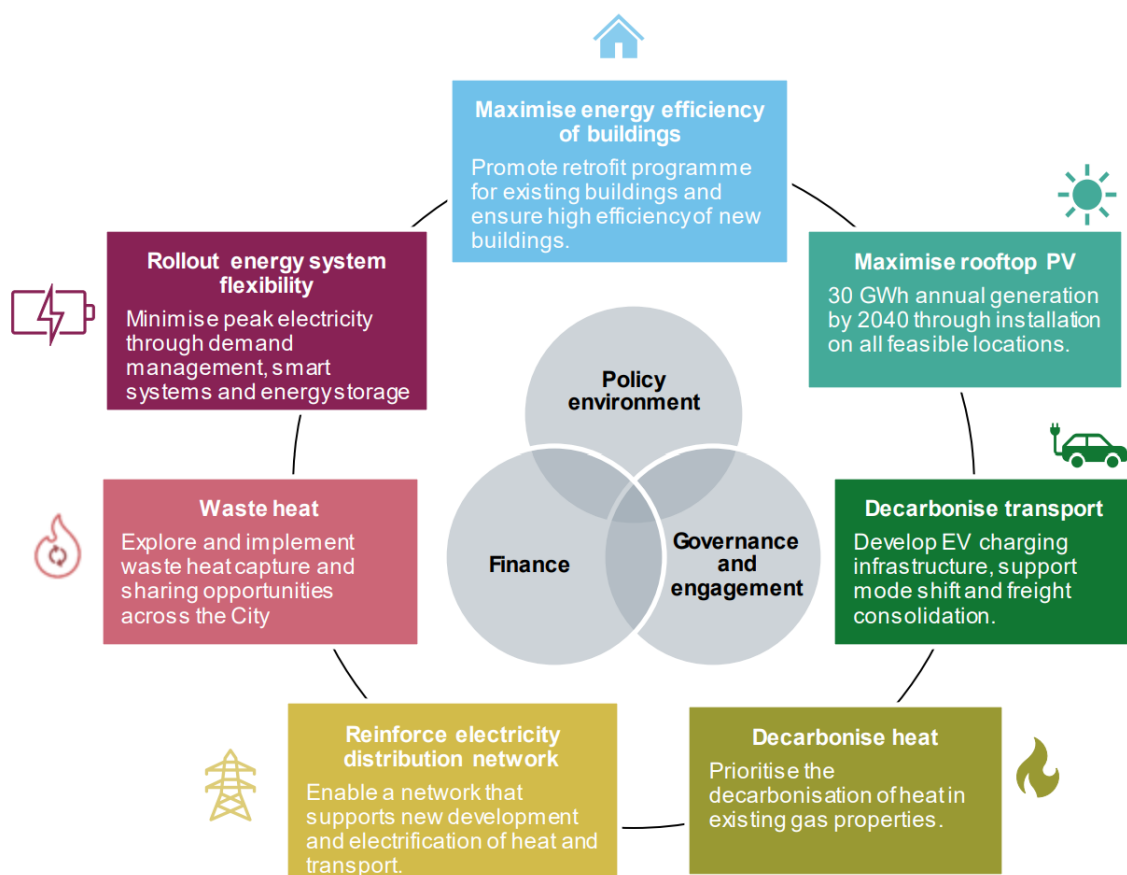 Maximise energy efficiency
of buildings
Promote retrofit programme
for existing buildings and
ensure high efficiency of new
buildings.
Maximise rooftop PV
30 GWh annual generation
by 2040 through installation
on all feasible locations.
Decarbonise transport
Develop EV charging
infrastructure, support
mode shift and freight
consolidation.
Decarbonise heat
Prioritise the
decarbonisation of heat in
existing gas properties.
Reinforce electricity
distribution network
Enable a network that
supports new development
and electrification of heat and
transport.
Waste heat
Explore and implement
waste heat capture and
sharing opportunities
across the City
Rollout energy system
flexibility
Minimise peak electricity
through demand
management, smart
systems and energy storage
Policy
environment
Finance
Governance
and
engagement